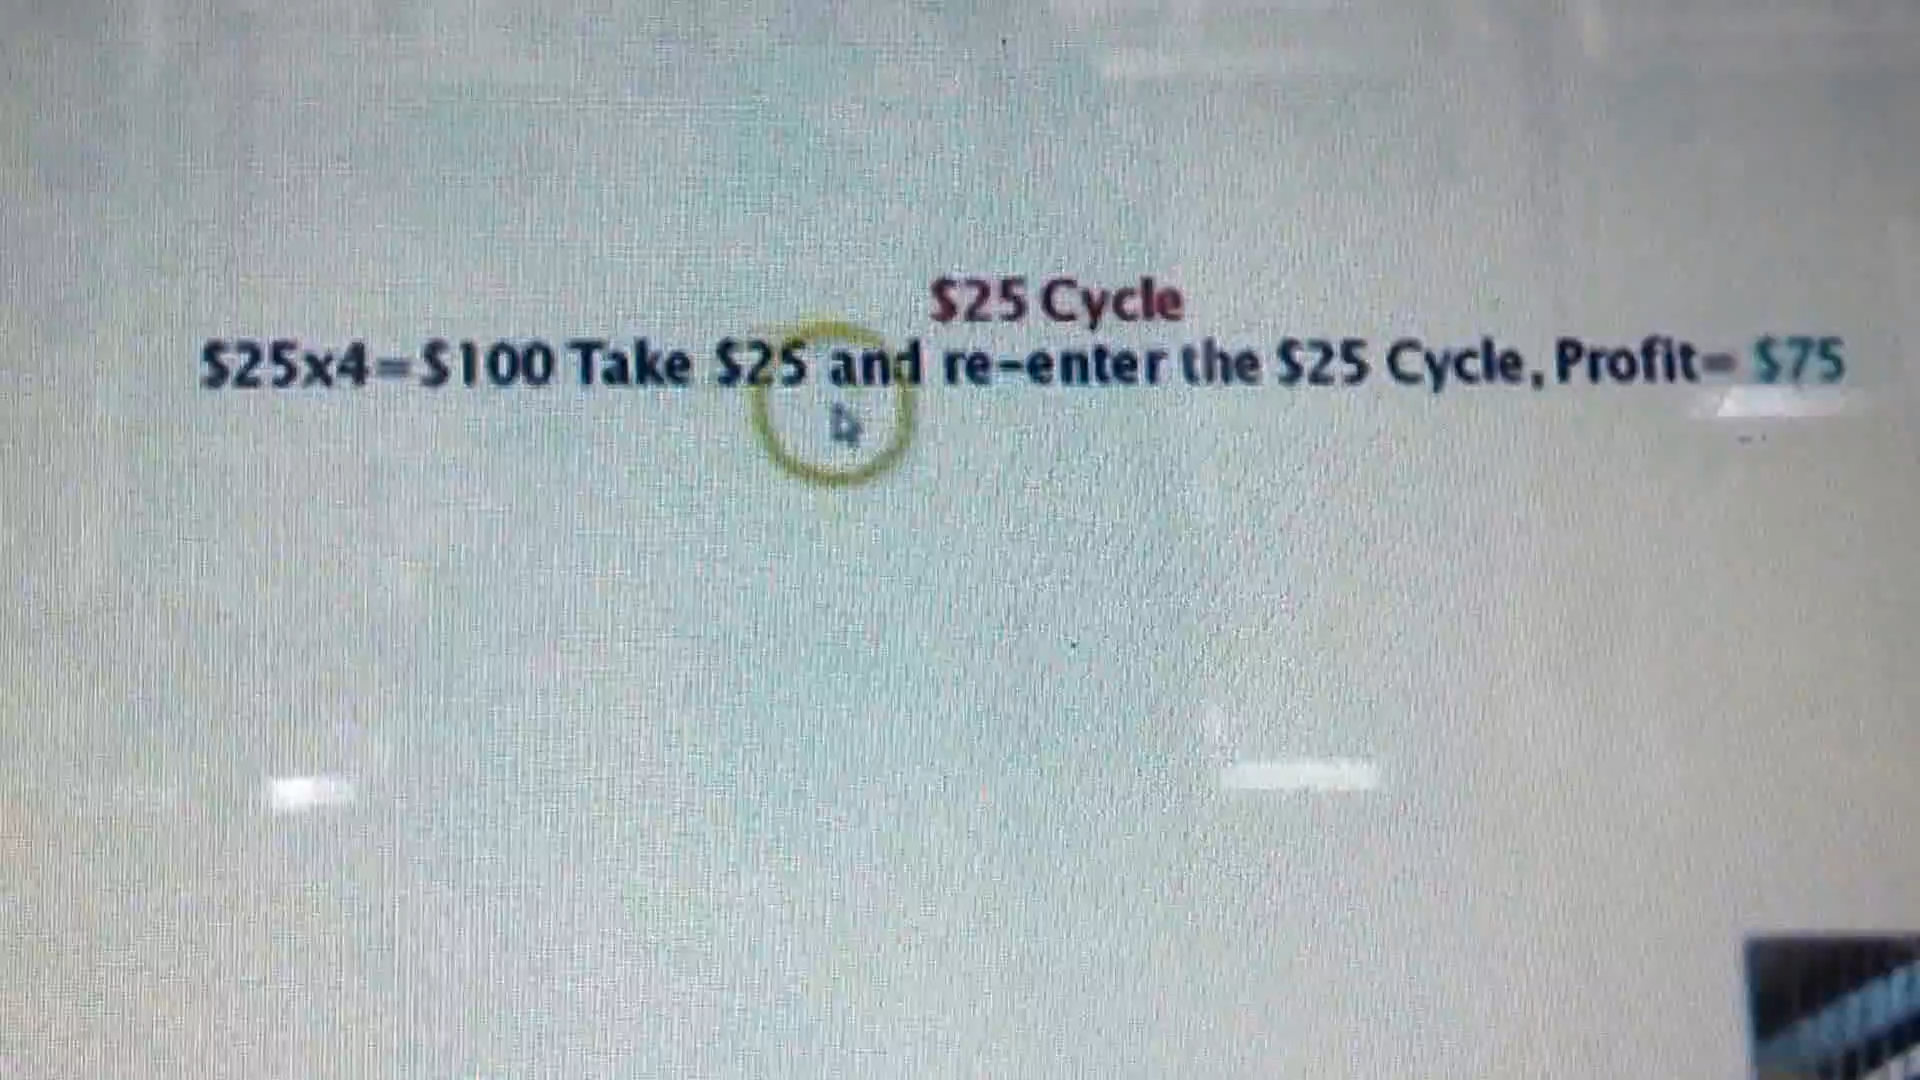 $25 Cycle
$25x4=$100 Take $25 and re-enter the $25 Cycle, Profit= $75